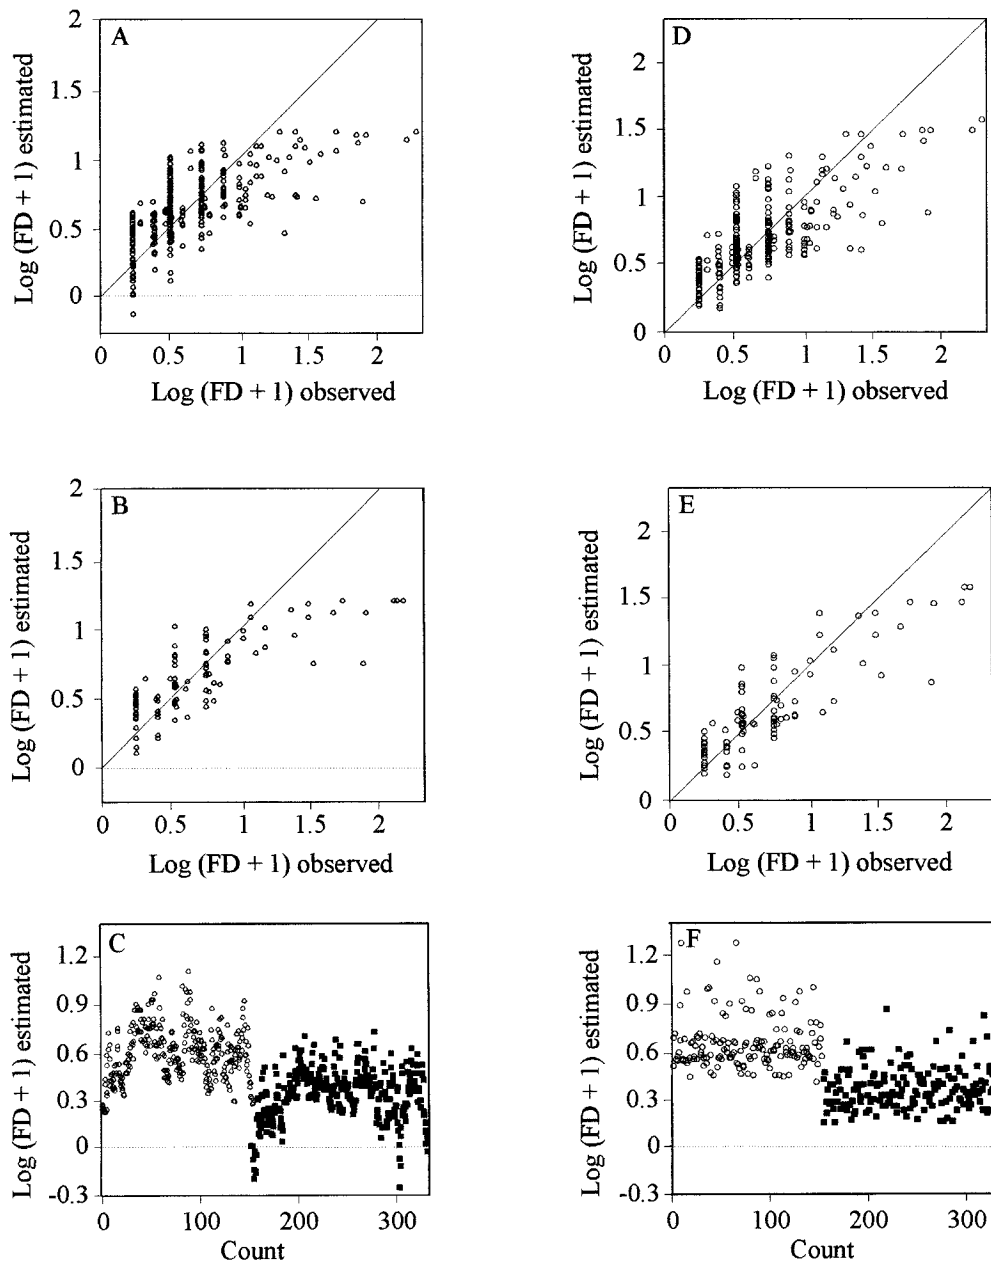 A
Log (FD + 1) estimated
2
1.5
1
0.5
0
0 0.5 1 1.5 2
Log (FD + 1) observed
D
Log (FD + 1) estimated
2
1.5
1
0.5
0
0 0.5 1 1.5 2
Log (FD + 1) observed
B
Log (FD + 1) estimated
2
1.5
1
0.5
0
0 0.5 1 1.5 2
Log (FD + 1) observed
E
Log (FD + 1) estimated
2
1.5
1
0.5
0
0 0.5 1 1.5 2
Log (FD + 1) observed
C
Log (FD + 1) estimated
1.2
0.9
0.6
0.3
0
-0.3
0 100 200 300
Count
F
Log (FD + 1) estimated
1.2
0.9
0.6
0.3
0
-0.3
0 100 200 300
Count